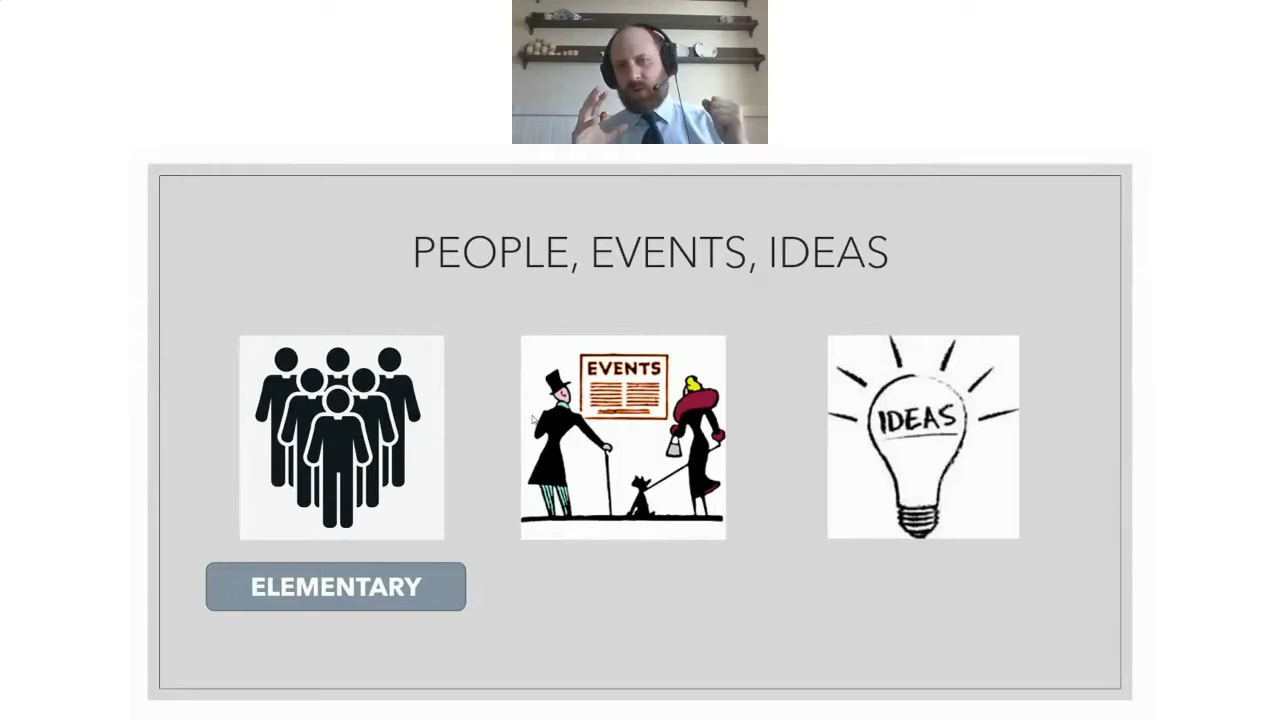 PEOPLE, EVENTS, IDEAS
EVENTS
IDEAS
ELEMENTARY